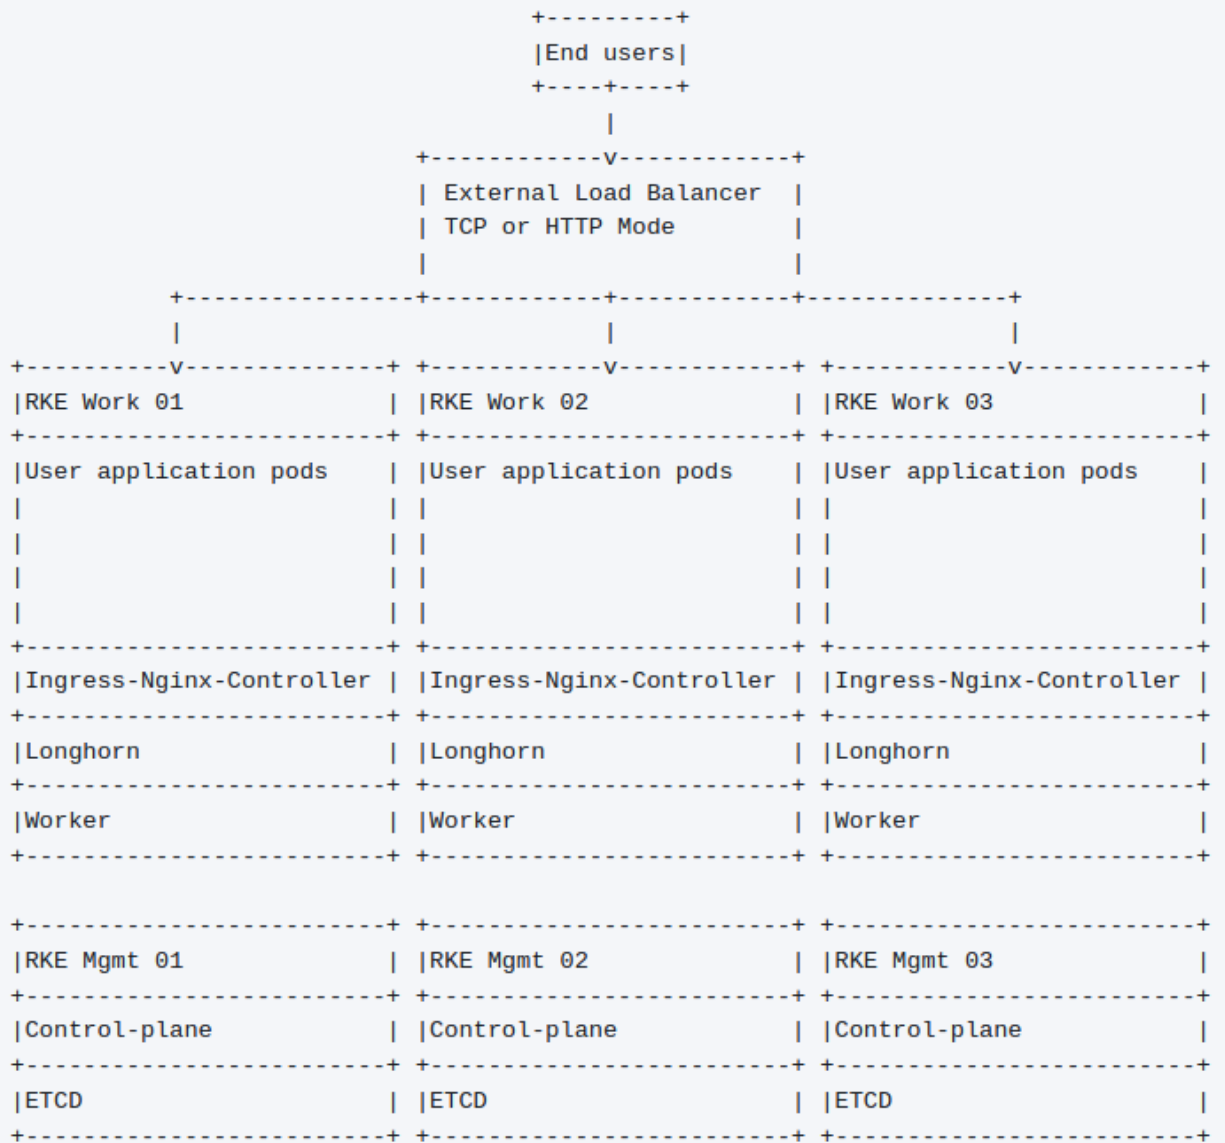 +---------+
|End users|
+----+----+
|
+------------v------------+
| External Load Balancer  |
| TCP or HTTP Mode        |
|                         |
+----------------+------------+------------+--------------+
|                             |                           |
+----------v--------------+ +------------v------------+ +------------v------------+
|RKE Work 01              | |RKE Work 02              | |RKE Work 03              |
+-------------------------+ +-------------------------+ +-------------------------+
|User application pods    | |User application pods    | |User application pods    |
|                         | |                         | |                         |
|                         | |                         | |                         |
|                         | |                         | |                         |
|                         | |                         | |                         |
+-------------------------+ +-------------------------+ +-------------------------+
|Ingress-Nginx-Controller | |Ingress-Nginx-Controller | |Ingress-Nginx-Controller |
+-------------------------+ +-------------------------+ +-------------------------+
|Longhorn                 | |Longhorn                 | |Longhorn                 |
+-------------------------+ +-------------------------+ +-------------------------+
|Worker                   | |Worker                   | |Worker                   |
+-------------------------+ +-------------------------+ +-------------------------+
+-------------------------+ +-------------------------+ +-------------------------+
|RKE Mgmt 01              | |RKE Mgmt 02              | |RKE Mgmt 03              |
+-------------------------+ +-------------------------+ +-------------------------+
|Control-plane            | |Control-plane            | |Control-plane            |
+-------------------------+ +-------------------------+ +-------------------------+
|ETCD                     | |ETCD                     | |ETCD                     |
+-------------------------+ +-------------------------+ +-------------------------+